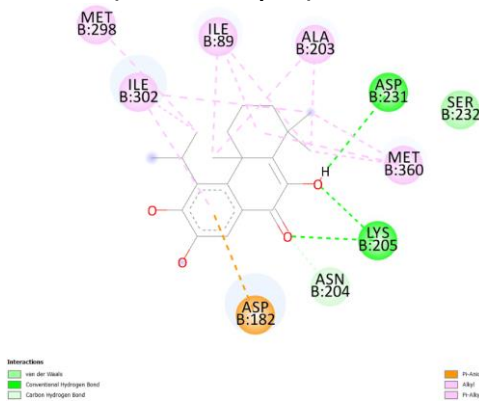 MET
B:298
ILE
B:89
ALA
B:203
ILE
B:302
ASP
B:231
SER
B:232
MET
B:360
H
O
O
LYS
B:205
O
O
ASN
B:204
ASP
B:182
Interactions
van der Waals
Conventional Hydrogen Bond
Carbon Hydrogen Bond
Pi-Anio
Alkyl
Pi-Alkyl